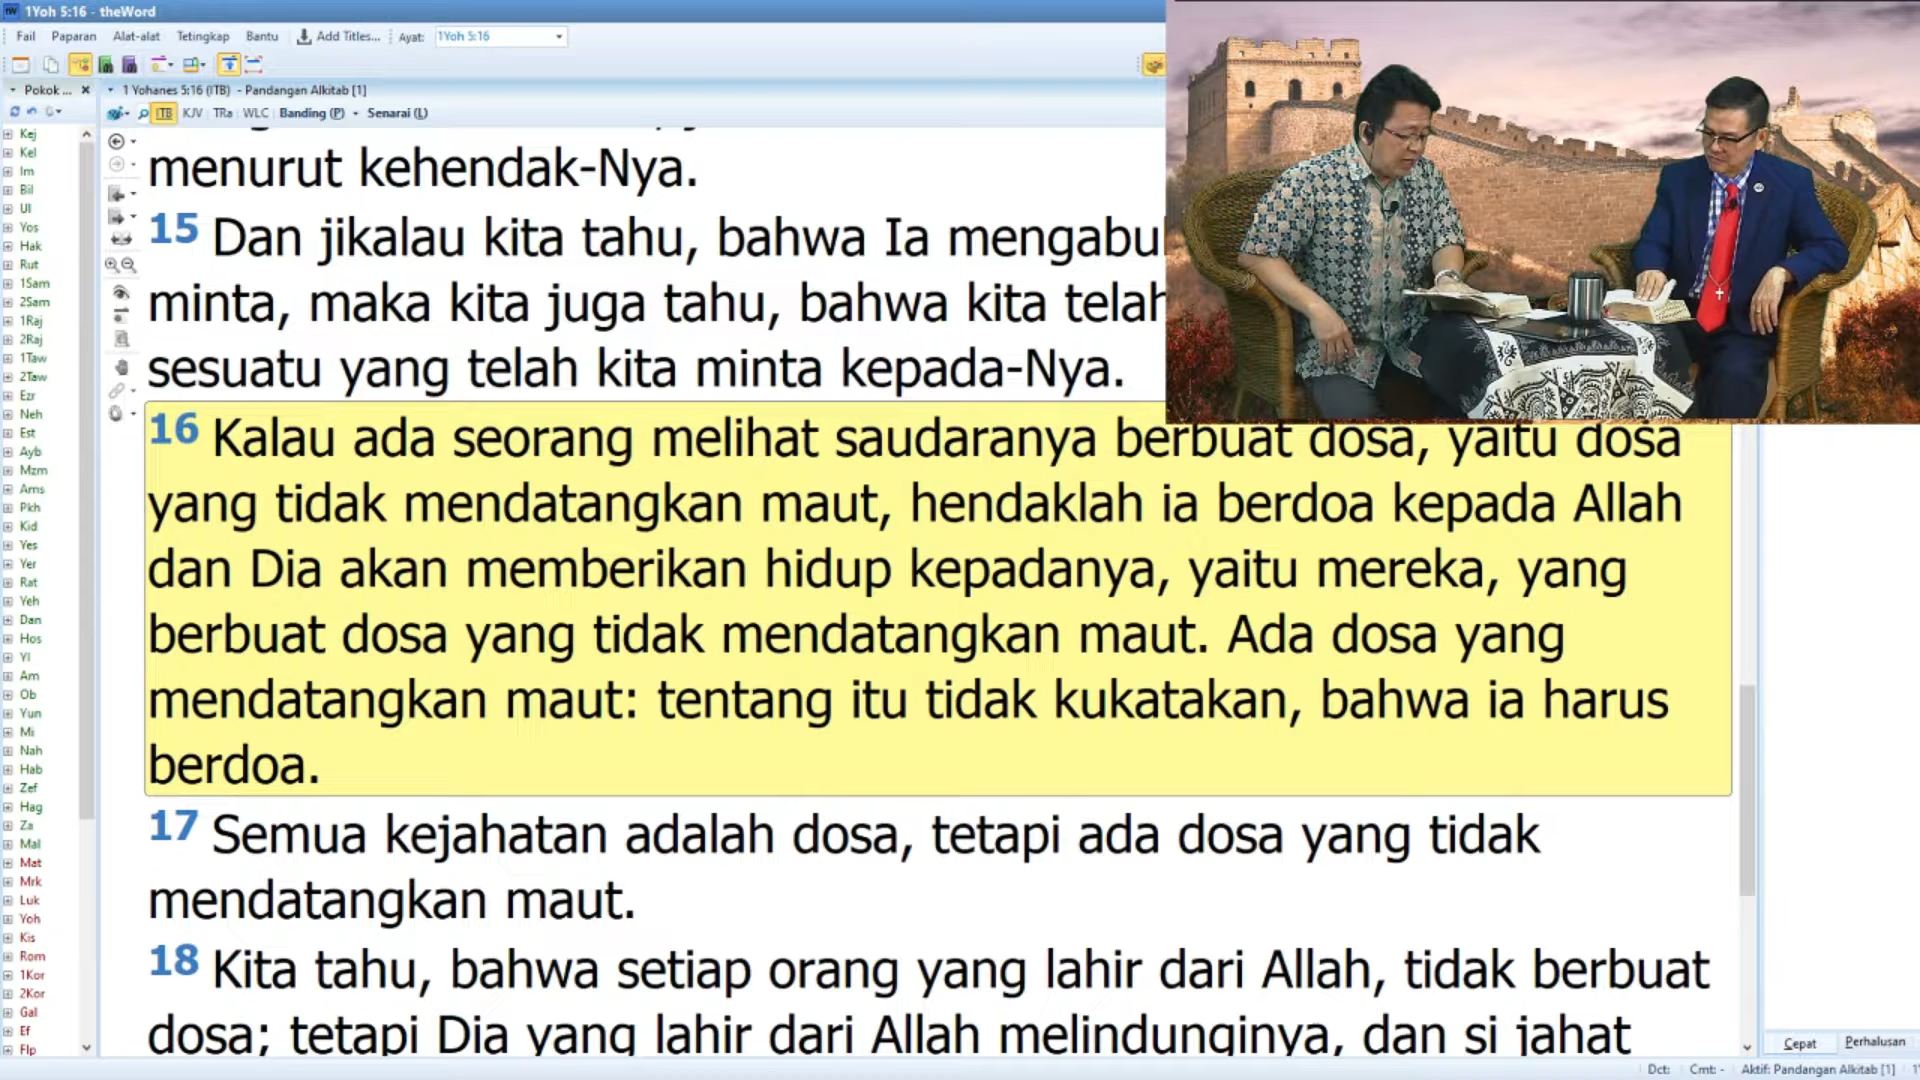 1Yoh 5:16 - theWord
Fail Paparan Alat-alat Tetingkap Bantu Add Titles... Ayat: 1Yoh 5:16
Pokok ...
1 Yohanes 5:16 (ITB) - Pandangan Alkitab [1]
ITB KJV TRa WLC Banding (P) Senarai (L)
Kej
Kel
Im
Bil
Ul
Yos
Hak
Rut
1Sam
2Sam
1Raj
2Raj
1Taw
2Taw
Ezr
Neh
Est
Ayb
Mzm
Ams
Pkh
Kid
Yes
Yer
Rat
Yeh
Dan
Hos
Yl
Am
Ob
Yun
Mi
Nah
Hab
Zef
Hag
Za
Mal
Mat
Mrk
Luk
Yoh
Kis
Rom
1Kor
2Kor
Gal
Ef
Flp
menurut kehendak-Nya.
15 Dan jikalau kita tahu, bahwa Ia mengabu
minta, maka kita juga tahu, bahwa kita telah
sesuatu yang telah kita minta kepada-Nya.
16 Kalau ada seorang melihat saudaranya berbuat dosa, yaitu dosa
yang tidak mendatangkan maut, hendaklah ia berdoa kepada Allah
dan Dia akan memberikan hidup kepadanya, yaitu mereka, yang
berbuat dosa yang tidak mendatangkan maut. Ada dosa yang
mendatangkan maut: tentang itu tidak kukatakan, bahwa ia harus
berdoa.
17 Semua kejahatan adalah dosa, tetapi ada dosa yang tidak
mendatangkan maut.
18 Kita tahu, bahwa setiap orang yang lahir dari Allah, tidak berbuat
dosa; tetapi Dia yang lahir dari Allah melindunginya, dan si jahat
Cepat Perhalusan
Dct: Cmt: - Aktif: Pandangan Alkitab [1]